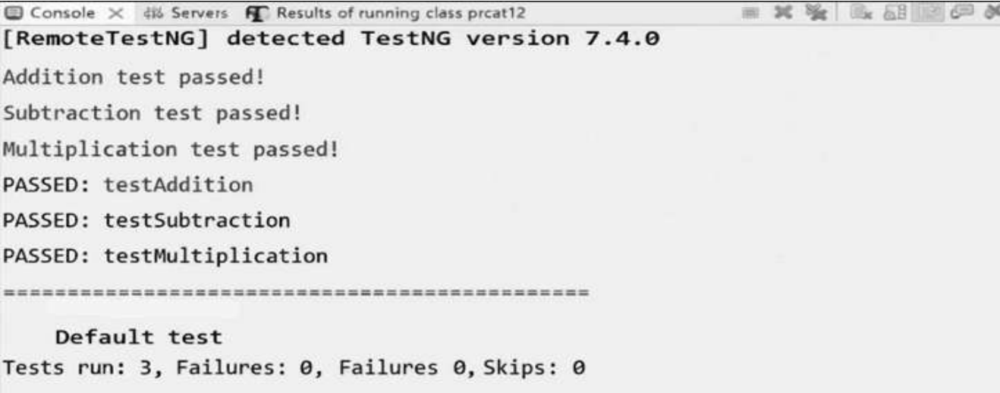 Console Servers Results of running class prcat12
[RemoteTestNG] detected TestNG version 7.4.0
Addition test passed!
Subtraction test passed!
Multiplication test passed!
PASSED: testAddition
PASSED: testSubtraction
PASSED: testMultiplication
===============================================
Default test
Tests run: 3, Failures: 0, Failures 0, Skips: 0